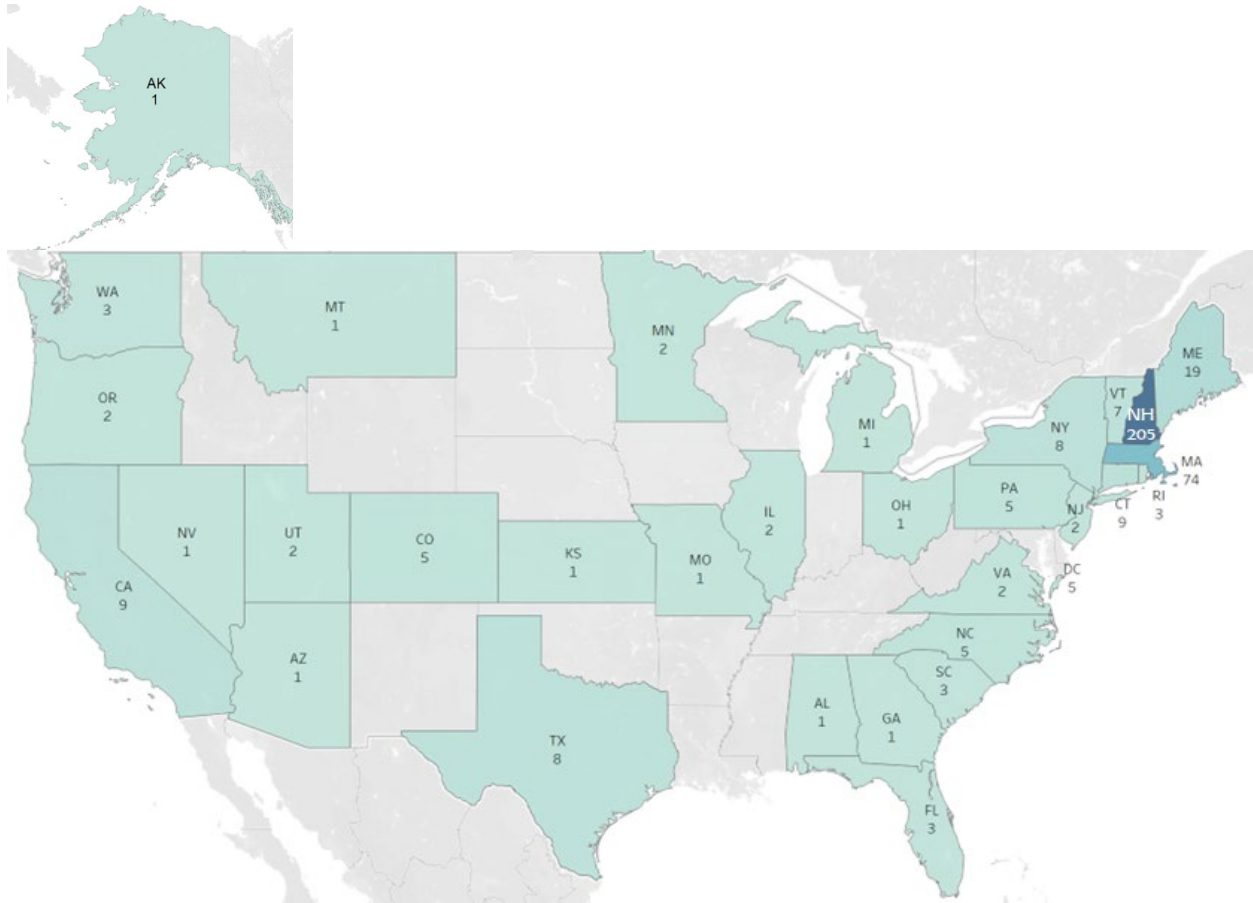 AK
1
WA
3
MT
1
MN
2
ME
19
VT
7
NH
205
OR
2
NY
8
MI
1
MA
74
RI
3
CT
9
PA
5
NJ
2
OH
1
IL
2
NV
1
UT
2
CO
5
KS
1
MO
1
DC
5
VA
2
CA
9
NC
5
AZ
1
SC
3
AL
1
GA
1
TX
8
FL
3